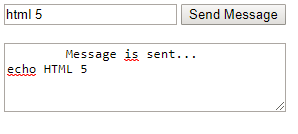 html 5
Send Message
Message is sent...
echo HTML 5